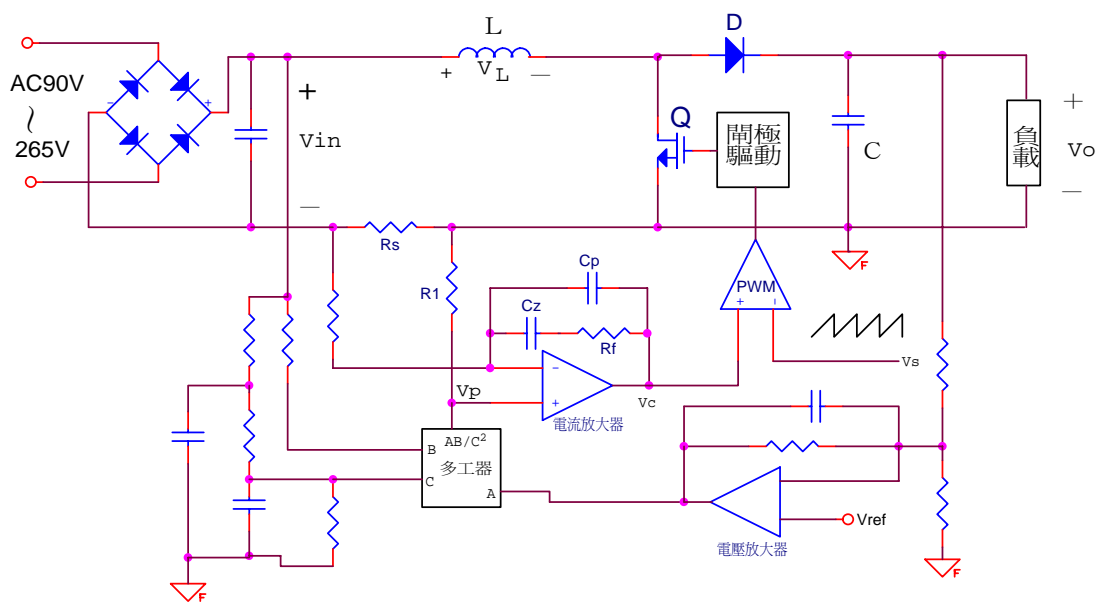 L
D
AC90V
~
265V
−
+
+
V_L
−
+
Vin
−
Q
閘極
驅動
C
負載
+
Vo
−
Rs
F
R1
Cp
Cz
Rf
PWM
+
−
Vs
−
+
Vp
Vc
電流放大器
AB/C²
B
多工器
C
A
Vref
電壓放大器
F
F